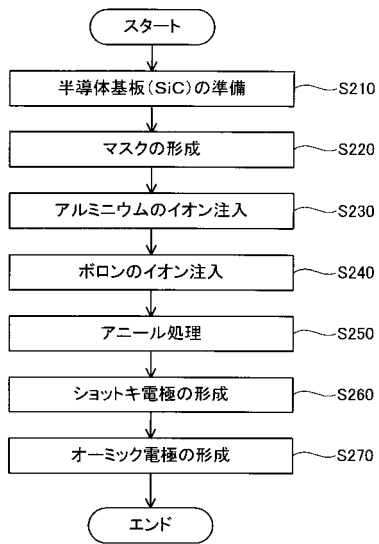 スタート
半導体基板(SiC)の準備
S210
マスクの形成
S220
アルミニウムのイオン注入
S230
ボロンのイオン注入
S240
アニール処理
S250
ショットキ電極の形成
S260
オーミック電極の形成
S270
エンド